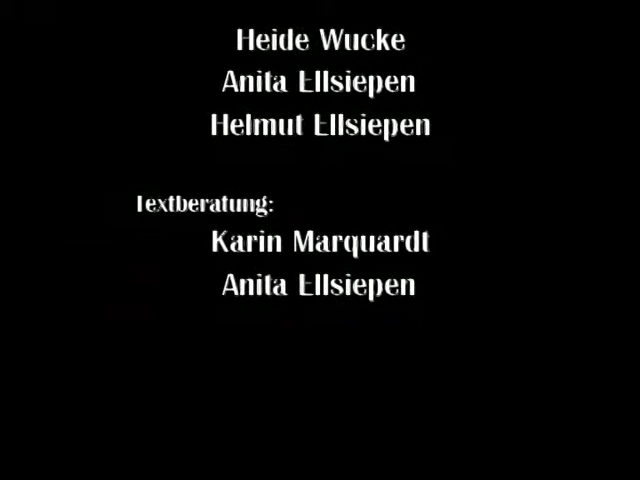 Heide Wucke
Anita Ellsiepen
Helmut Ellsiepen
Textberatung:
Karin Marquardt
Anita Ellsiepen